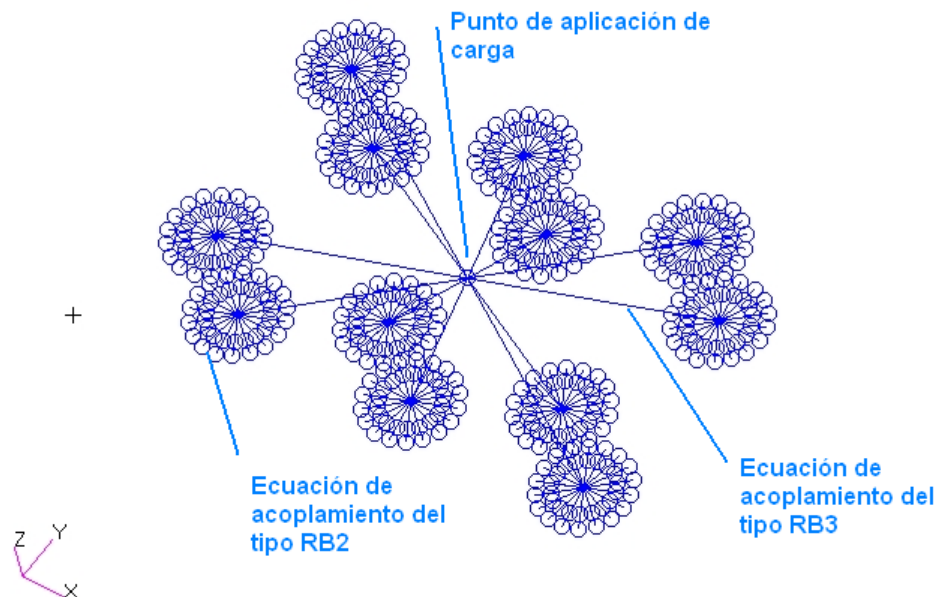 Punto de aplicación de
carga
Ecuación de
acoplamiento del
tipo RB2
Ecuación de
acoplamiento del
tipo RB3
Z
Y
X